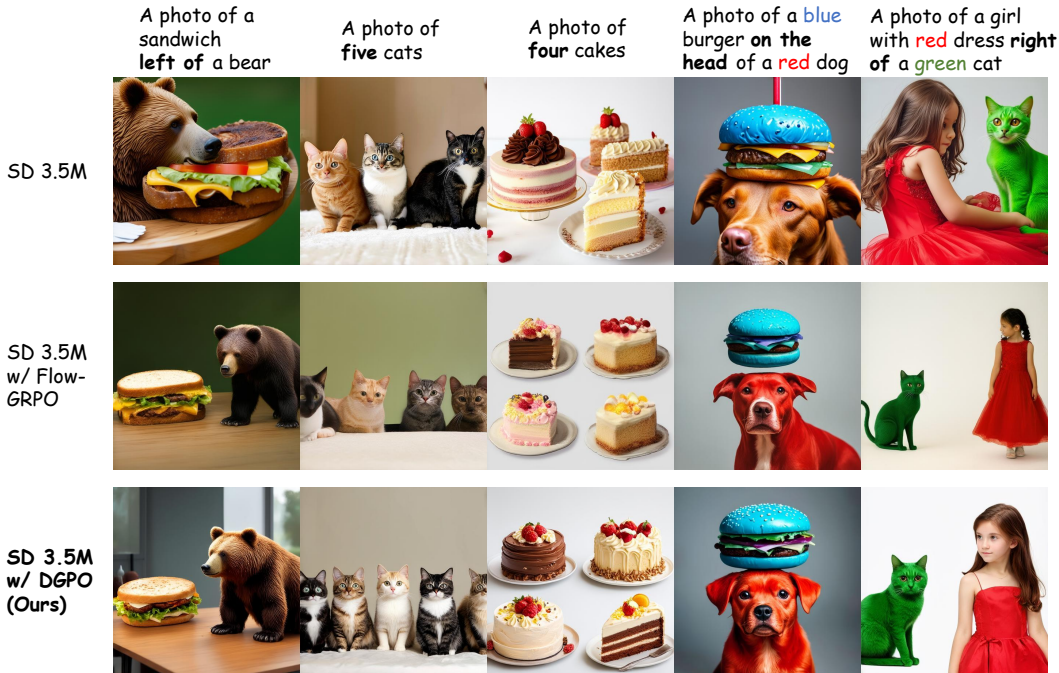 A photo of a
sandwich
left of a bear
A photo of
five cats
A photo of
four cakes
A photo of a blue
burger on the
head of a red dog
A photo of a girl
with red dress right
of a green cat
SD 3.5M
SD 3.5M
w/ Flow-
GRPO
SD 3.5M
w/ DGPO
(Ours)